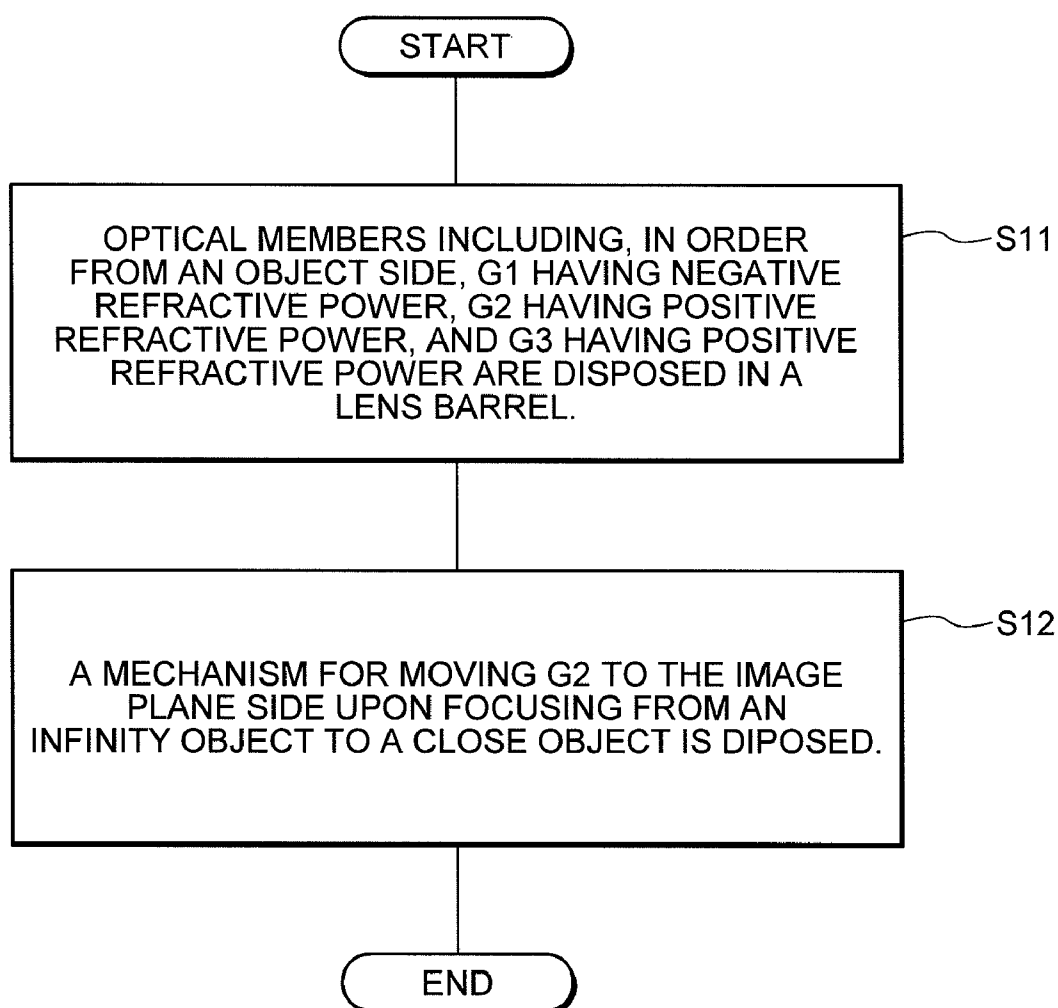 START
OPTICAL MEMBERS INCLUDING, IN ORDER
FROM AN OBJECT SIDE, G1 HAVING NEGATIVE
REFRACTIVE POWER, G2 HAVING POSITIVE
REFRACTIVE POWER, AND G3 HAVING POSITIVE
REFRACTIVE POWER ARE DISPOSED IN A
LENS BARREL.
S11
A MECHANISM FOR MOVING G2 TO THE IMAGE
PLANE SIDE UPON FOCUSING FROM AN
INFINITY OBJECT TO A CLOSE OBJECT IS DIPOSED.
S12
END